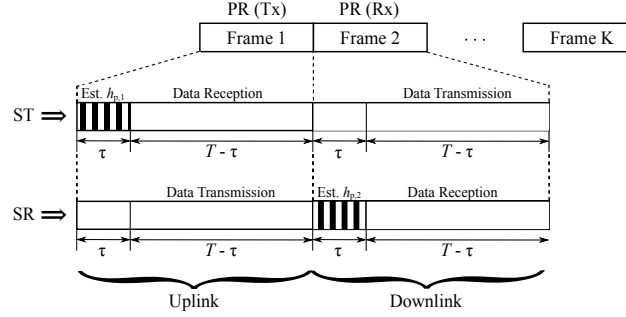 PR (Tx) PR (Rx)
Frame 1 Frame 2 . . . Frame K
Est. h_p,1 Data Reception Data Transmission
ST ⇒
τ T - τ τ T - τ
Data Transmission Est. h_p,2 Data Reception
SR ⇒
τ T - τ τ T - τ
Uplink Downlink